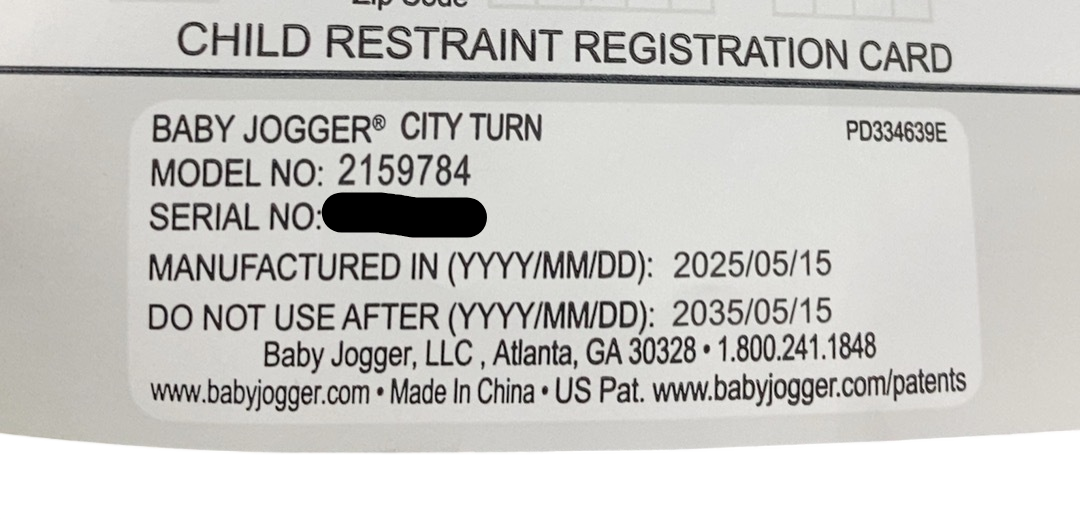 Zip Code
CHILD RESTRAINT REGISTRATION CARD
BABY JOGGER® CITY TURN
PD334639E
MODEL NO: 2159784
SERIAL NO:
MANUFACTURED IN (YYYY/MM/DD): 2025/05/15
DO NOT USE AFTER (YYYY/MM/DD): 2035/05/15
Baby Jogger, LLC , Atlanta, GA 30328 • 1.800.241.1848
www.babyjogger.com • Made In China • US Pat. www.babyjogger.com/patents